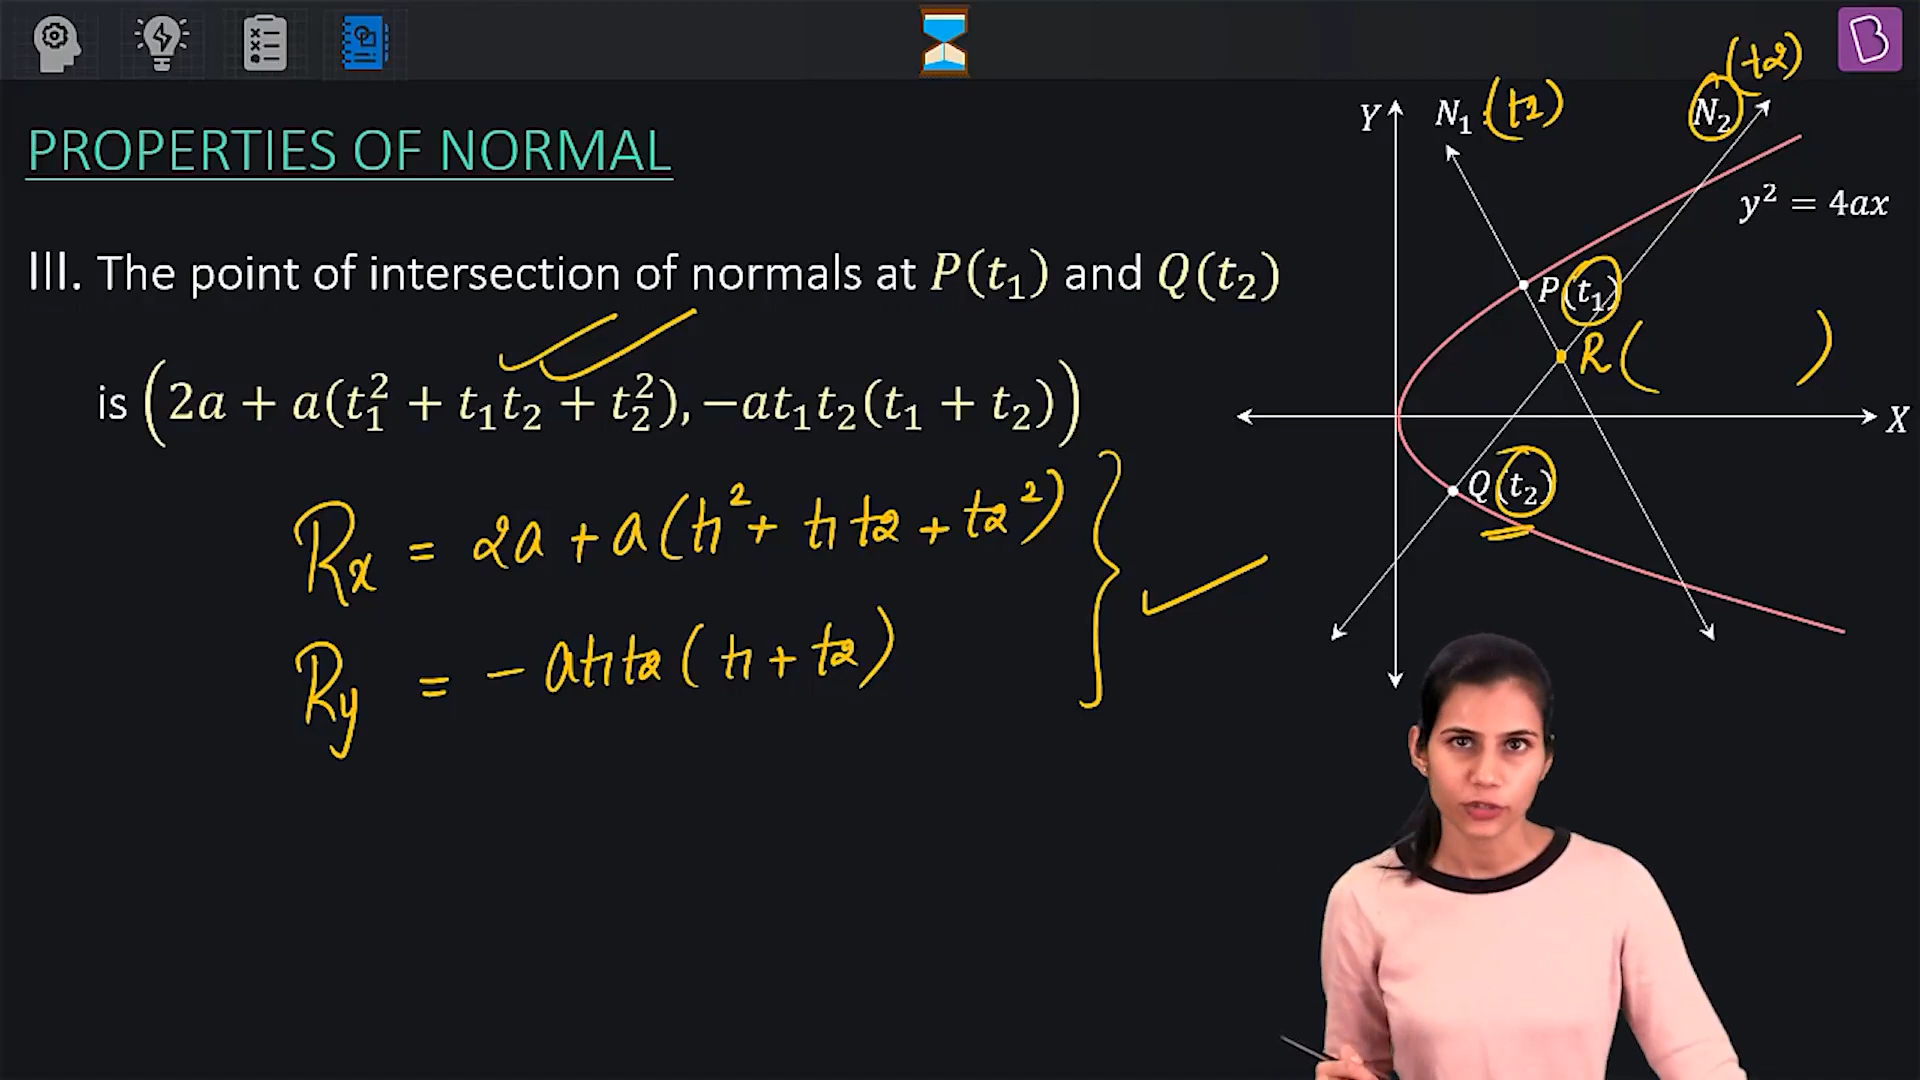 PROPERTIES OF NORMAL
III. The point of intersection of normals at P(t₁) and Q(t₂)
is (2a + a(t₁² + t₁t₂ + t₂²), −at₁t₂(t₁ + t₂))
Rx = 2a + a(t1² + t1 t2 + t2²)
Ry = − at1t2 ( t1 + t2 )
Y
N₁ (t2)
N₂ (t2)
y² = 4ax
P(t₁)
R ( )
X
Q(t₂)
B